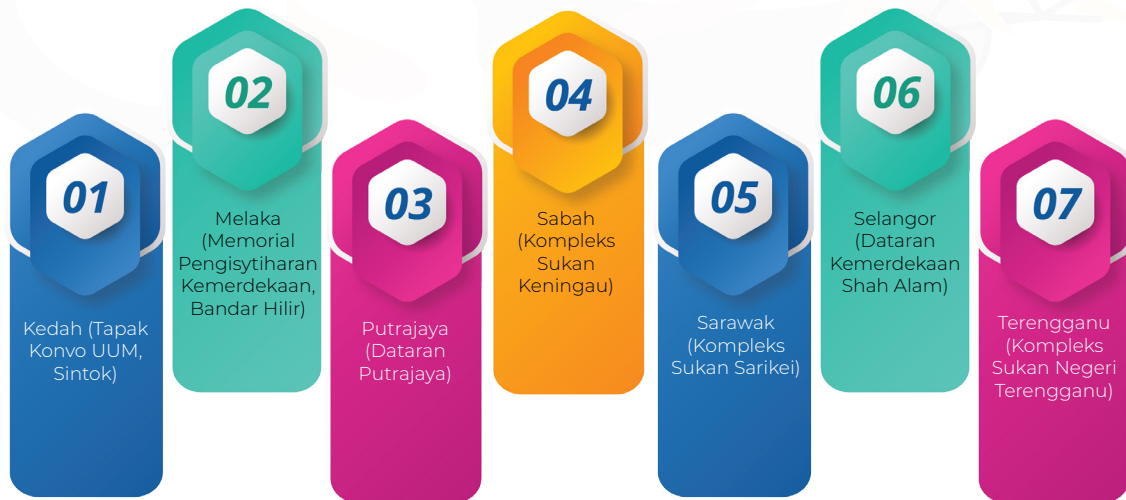 01
Kedah (Tapak
Konvo UUM,
Sintok)
02
Melaka
(Memorial
Pengisytiharan
Kemerdekaan,
Bandar Hilir)
03
Putrajaya
(Dataran
Putrajaya)
04
Sabah
(Kompleks
Sukan
Keningau)
05
Sarawak
(Kompleks
Sukan Sarikei)
06
Selangor
(Dataran
Kemerdekaan
Shah Alam)
07
Terengganu
(Kompleks
Sukan Negeri
Terengganu)